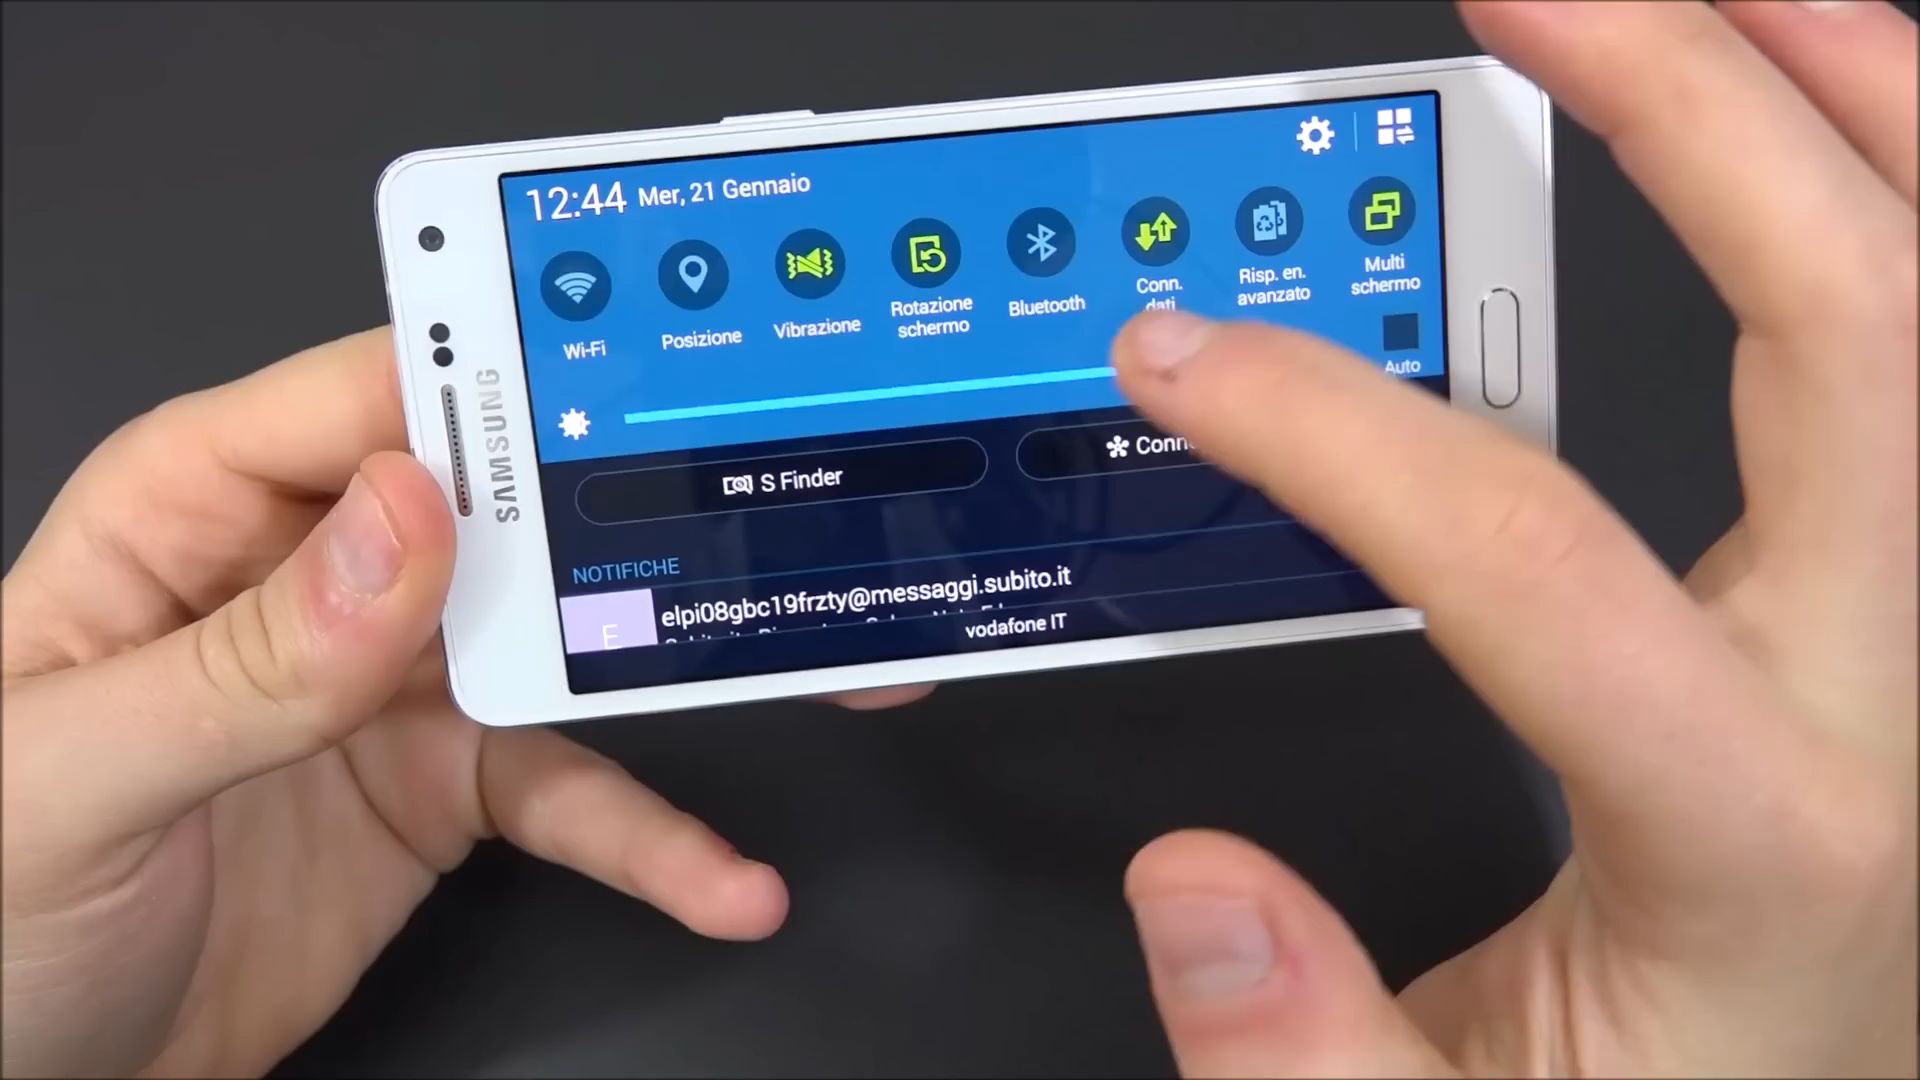 SAMSUNG
12:44 Mer, 21 Gennaio
Wi-Fi
Posizione
Vibrazione
Rotazione
schermo
Bluetooth
Conn.
dati
Risp. en.
avanzato
Multi
schermo
Auto
S Finder
NOTIFICHE
E
elpi08gbc19frzty@messaggi.subito.it
vodafone IT